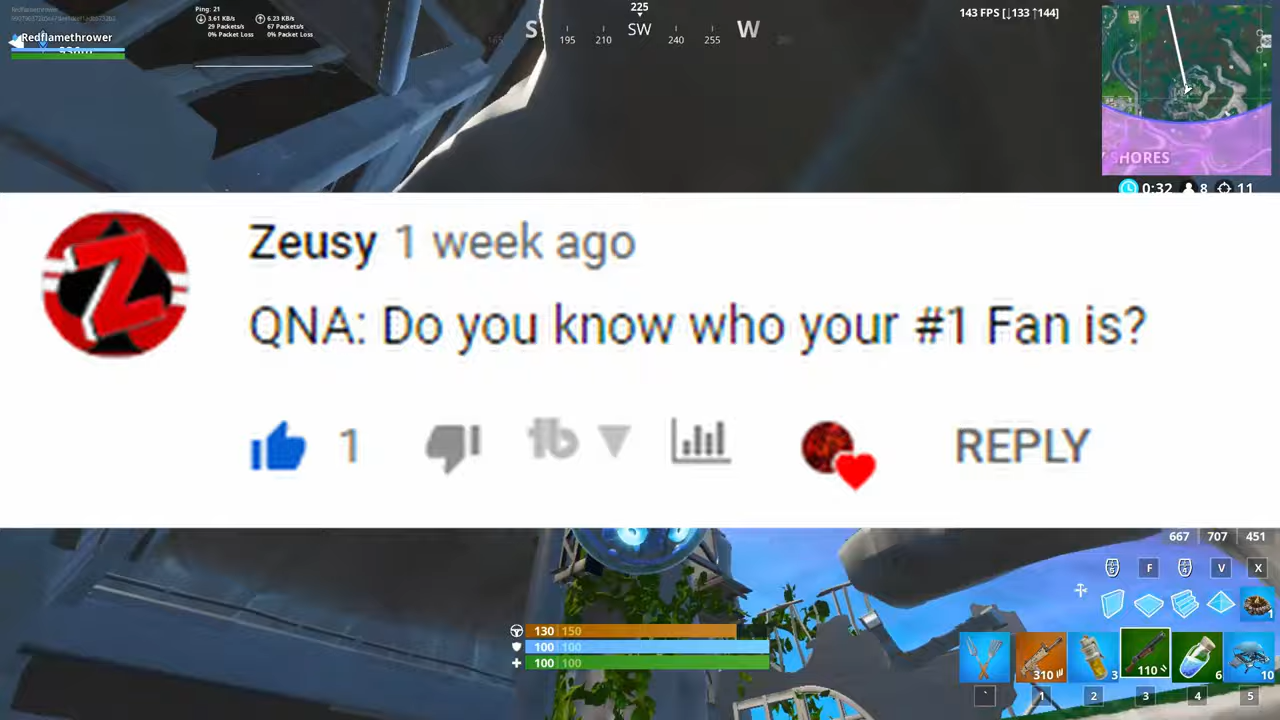 Redflamethrower
Ping: 21
3.61 KB/s 6.23 KB/s
29 Packets/s 67 Packets/s
0% Packet Loss 0% Packet Loss
225
165 S 195 210 SW 240 255 W
143 FPS [↓133 ↑144]
SHORES
0:32 8 11
Z
Zeusy 1 week ago
QNA: Do you know who your #1 Fan is?
1 REPLY
667 | 707 | 451
F V X
130 | 150
100 | 100
100 | 100
1
310 3 110 6 10
` 1 2 3 4 5